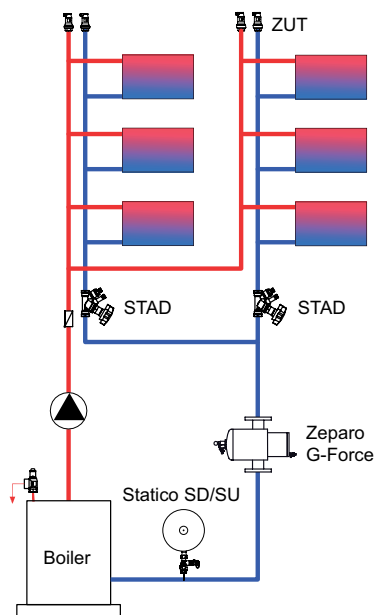 ZUT
STAD
STAD
Zeparo
G-Force
Statico SD/SU
Boiler